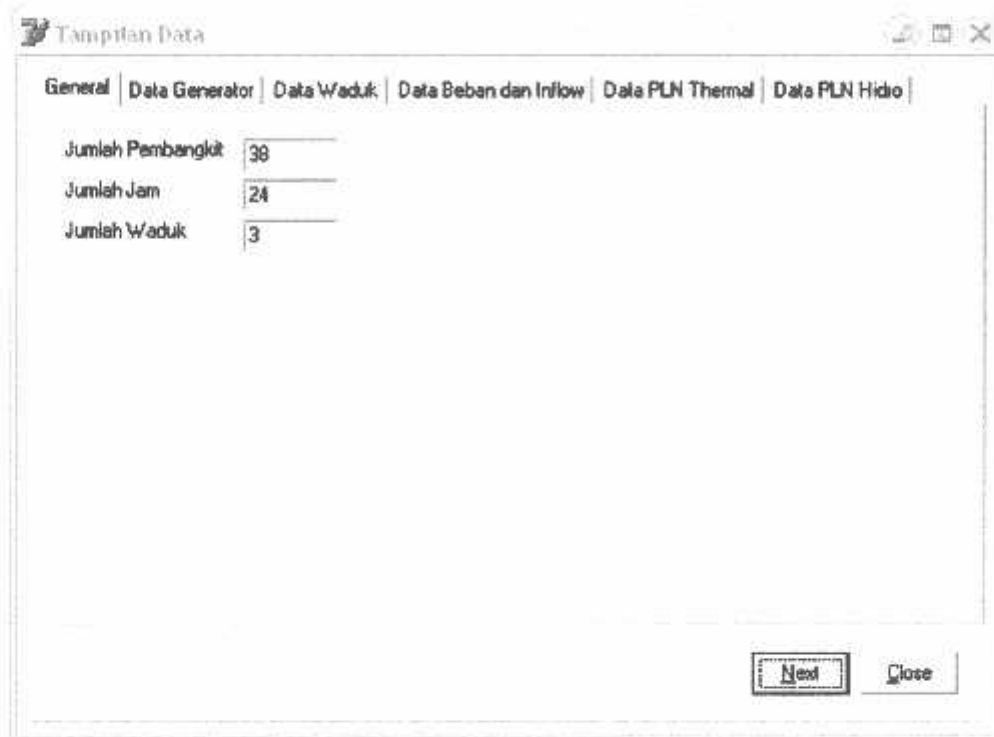 Tampilan Data
General Data Generator Data Waduk Data Beban dan Inflow Data PLN Thermal Data PLN Hidro
Jumlah Pembangkit 38
Jumlah Jam 24
Jumlah Waduk 3
Next Close